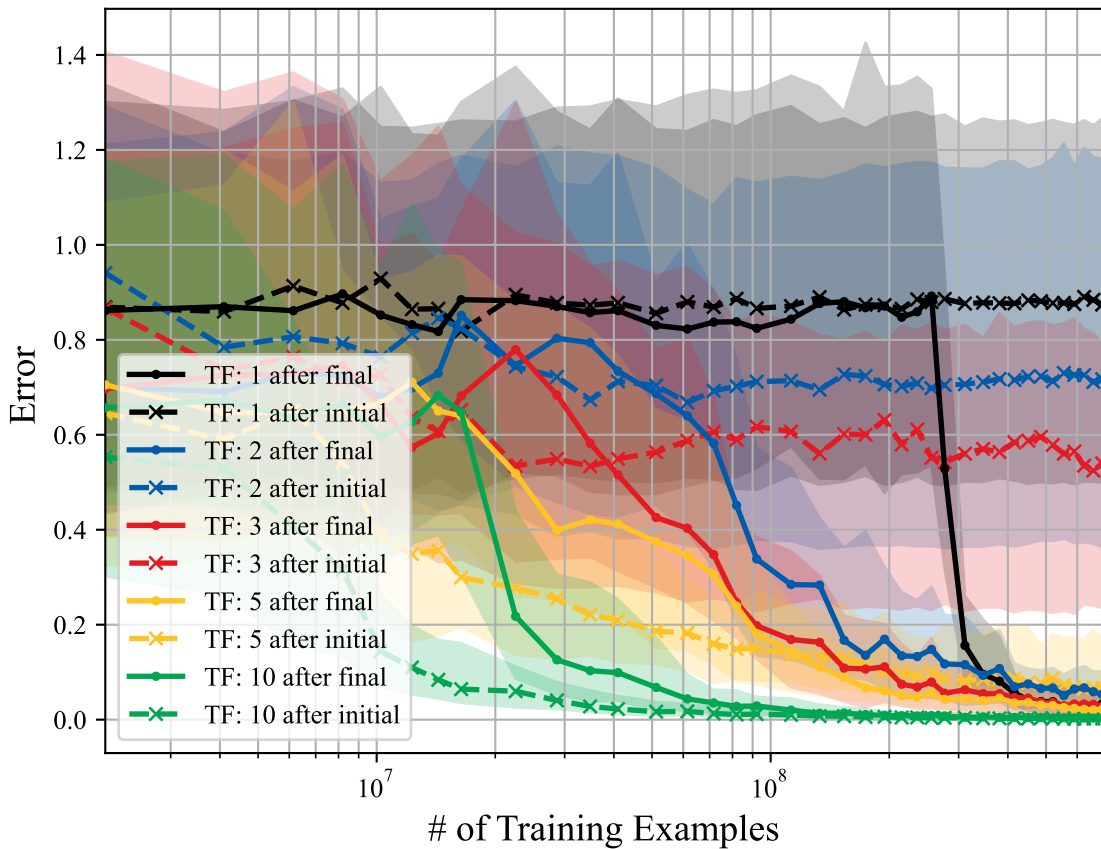 1.4
1.2
1.0
0.8
0.6
0.4
0.2
0.0
Error
TF: 1 after final
TF: 1 after initial
TF: 2 after final
TF: 2 after initial
TF: 3 after final
TF: 3 after initial
TF: 5 after final
TF: 5 after initial
TF: 10 after final
TF: 10 after initial
10⁷ 10⁸
# of Training Examples